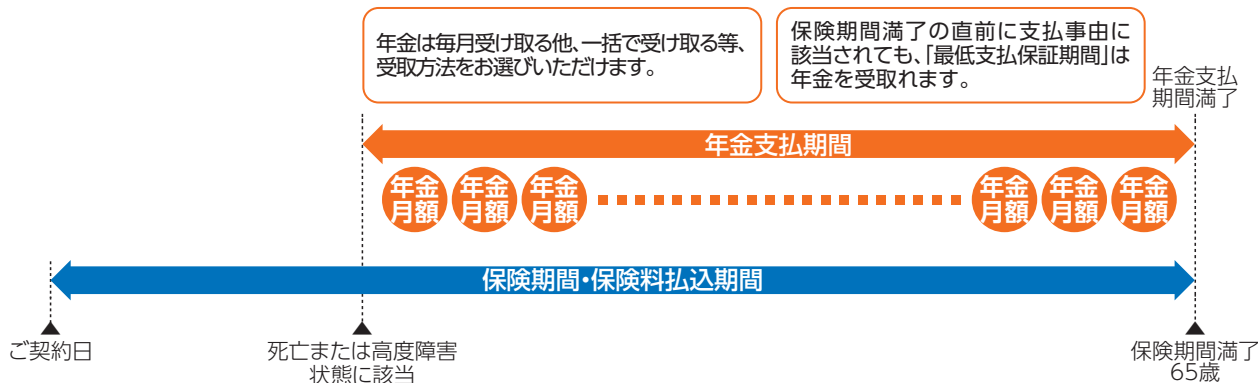 年金は毎月受け取る他、一括で受け取る等、
受取方法をお選びいただけます。
保険期間満了の直前に支払事由に
該当されても、「最低支払保証期間」は
年金を受取れます。
年金支払
期間満了
年金支払期間
年金
月額
年金
月額
年金
月額
年金
月額
年金
月額
年金
月額
保険期間・保険料払込期間
ご契約日
死亡または高度障害
状態に該当
保険期間満了
65歳